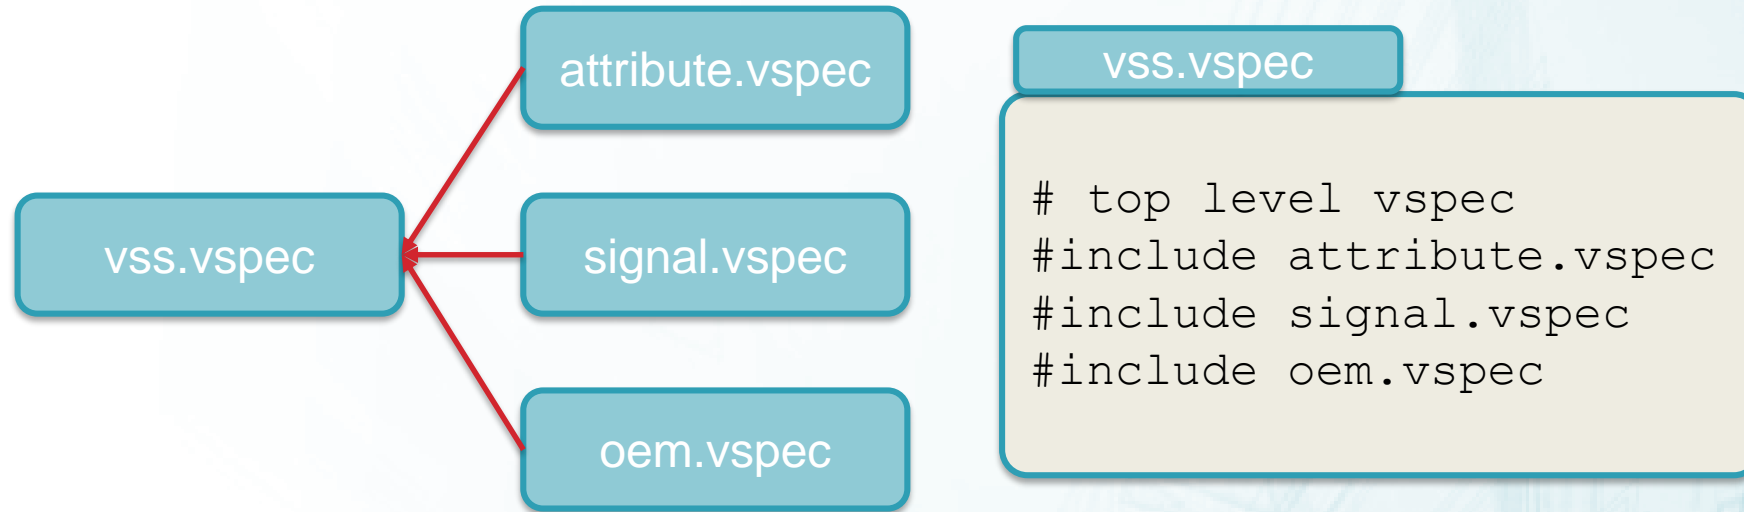 attribute.vspec
vss.vspec
signal.vspec
oem.vspec
vss.vspec
# top level vspec
#include attribute.vspec
#include signal.vspec
#include oem.vspec